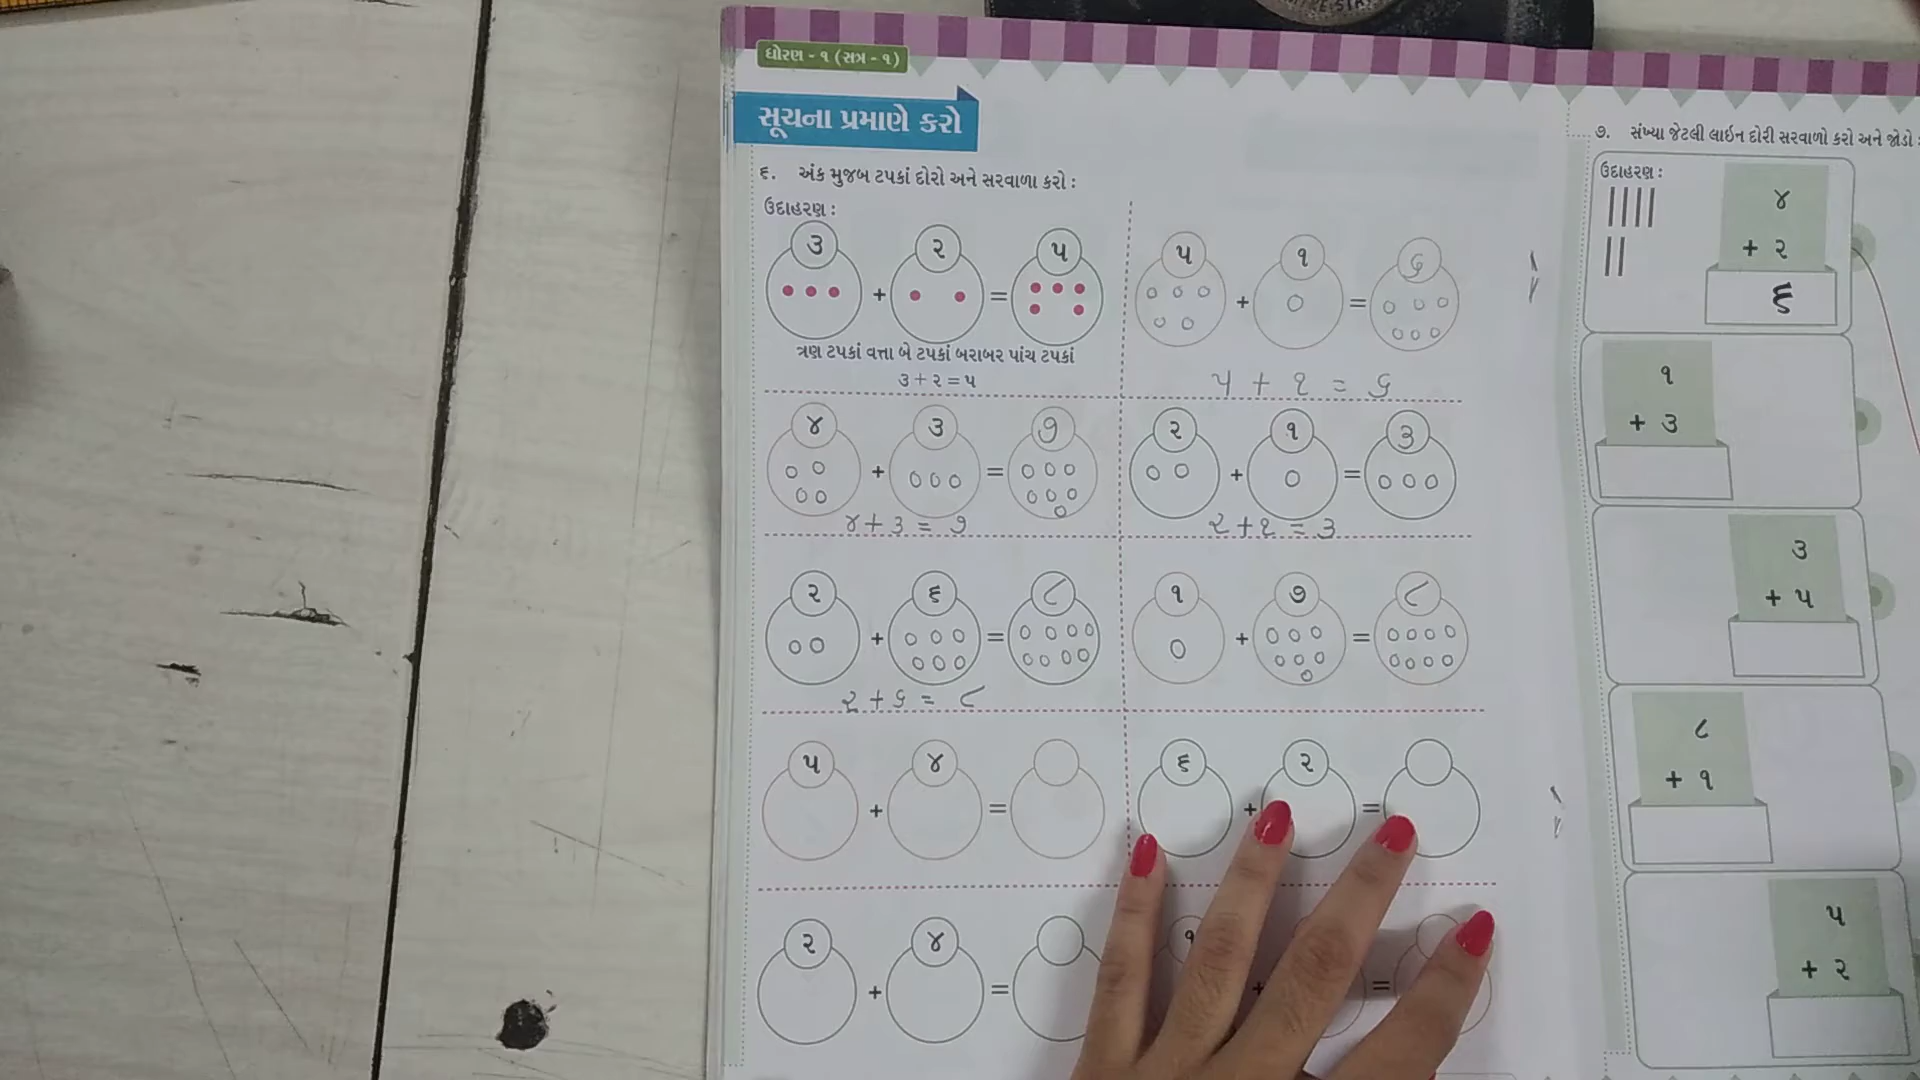 ધોરણ - ૧ (સત્ર - ૧)
સૂચના પ્રમાણે કરો
૬. અંક મુજબ ટપકાં દોરો અને સરવાળા કરો :
ઉદાહરણ :
૩ + ૨ = ૫
ત્રણ ટપકાં વત્તા બે ટપકાં બરાબર પાંચ ટપકાં
૩ + ૨ = ૫
૫ + ૧ = ૬
૫ + ૧ = ૬
૪ + ૩ = ૭
૪ + ૩ = ૭
૨ + ૧ = ૩
૨ + ૧ = ૩
૨ + ૬ = ૮
૨ + ૬ = ૮
૧ + ૭ = ૮
૫ + ૪ =
૬ + ૨ =
૨ + ૪ =
૭. સંખ્યા જેટલી લાઇન દોરી સરવાળો કરો અને જોડો
ઉદાહરણ :
૪
+ ૨
૬
૧
+ ૩
૩
+ ૫
૮
+ ૧
૫
+ ૨